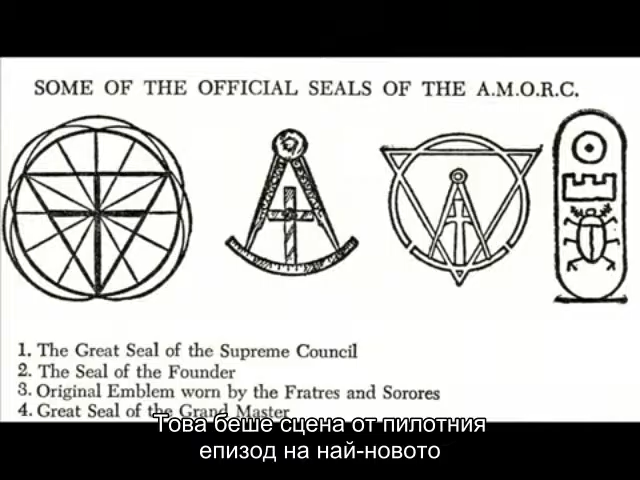 SOME OF THE OFFICIAL SEALS OF THE A.M.O.R.C.
1. The Great Seal of the Supreme Council
2. The Seal of the Founder
3. Original Emblem worn by the Fratres and Sorores
4. Great Seal of the Grand Master
Това беше сцена от пилотния
епизод на най-новото